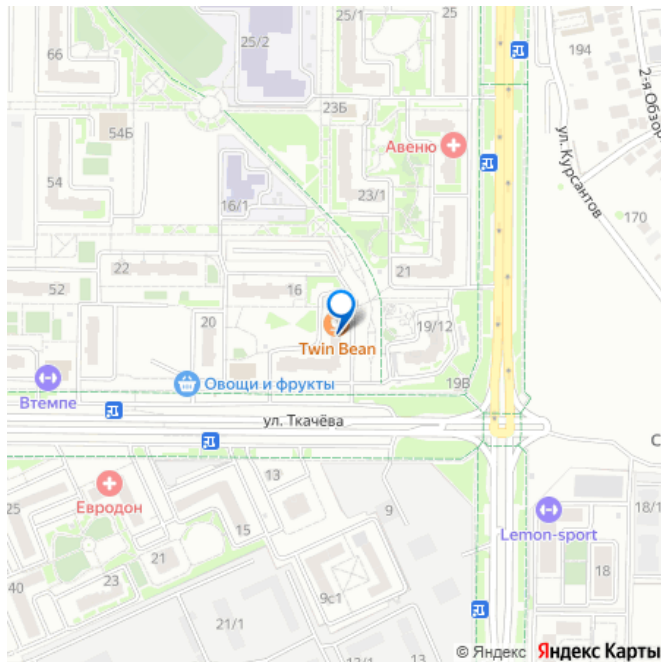 25/1
25
66
25/2
194
2-я Обзор
23Б
54Б
Авеню
ул. Курсантов
54
16/1
23/1
170
22
21
52
16
20
19/12
Twin Bean
19В
Овощи и фрукты
Втемпе
ул. Ткачёва
С
13
Евродон
9
25
18/1
15
Lemon-sport
21
23
18
40
9с1
21/1
© Яндекс
Яндекс Карты